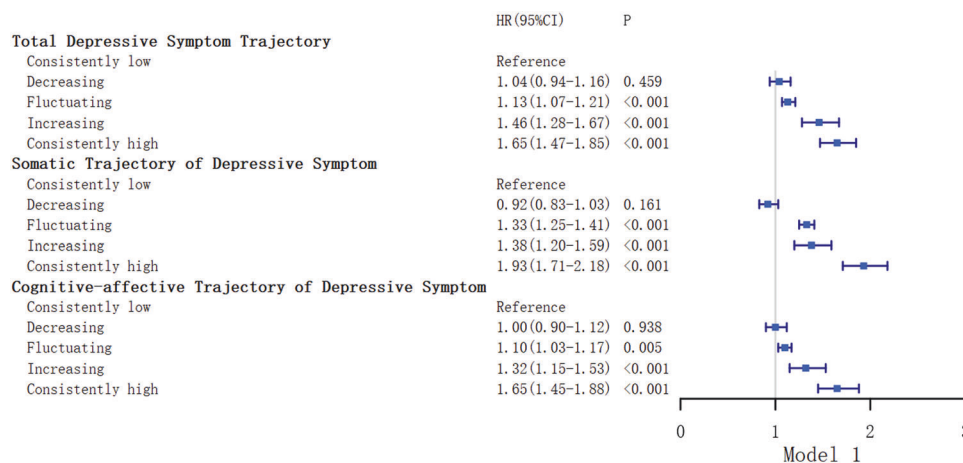 HR(95%CI) P
Total Depressive Symptom Trajectory
Consistently low Reference
Decreasing 1.04(0.94-1.16) 0.459
Fluctuating 1.13(1.07-1.21) <0.001
Increasing 1.46(1.28-1.67) <0.001
Consistently high 1.65(1.47-1.85) <0.001
Somatic Trajectory of Depressive Symptom
Consistently low Reference
Decreasing 0.92(0.83-1.03) 0.161
Fluctuating 1.33(1.25-1.41) <0.001
Increasing 1.38(1.20-1.59) <0.001
Consistently high 1.93(1.71-2.18) <0.001
Cognitive-affective Trajectory of Depressive Symptom
Consistently low Reference
Decreasing 1.00(0.90-1.12) 0.938
Fluctuating 1.10(1.03-1.17) 0.005
Increasing 1.32(1.15-1.53) <0.001
Consistently high 1.65(1.45-1.88) <0.001
0 1 2
Model 1